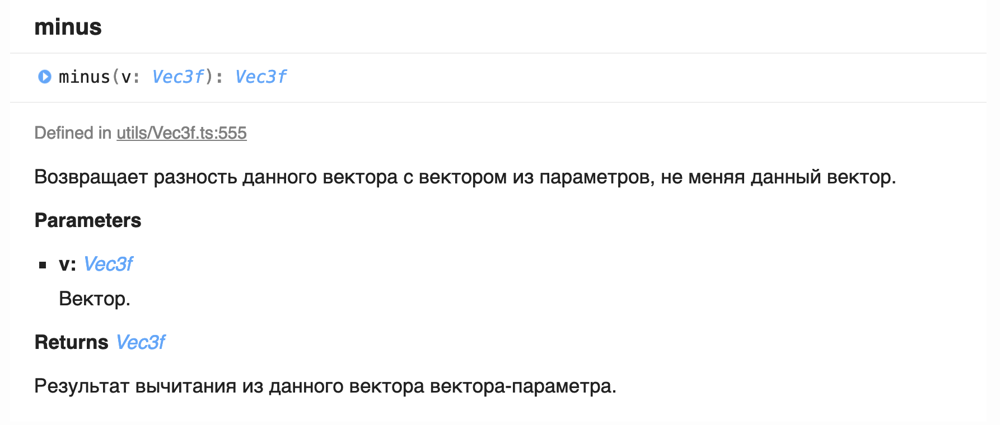 minus
minus(v: Vec3f): Vec3f
Defined in utils/Vec3f.ts:555
Возвращает разность данного вектора с вектором из параметров, не меняя данный вектор.
Parameters
v: Vec3f
Вектор.
Returns Vec3f
Результат вычитания из данного вектора вектора-параметра.